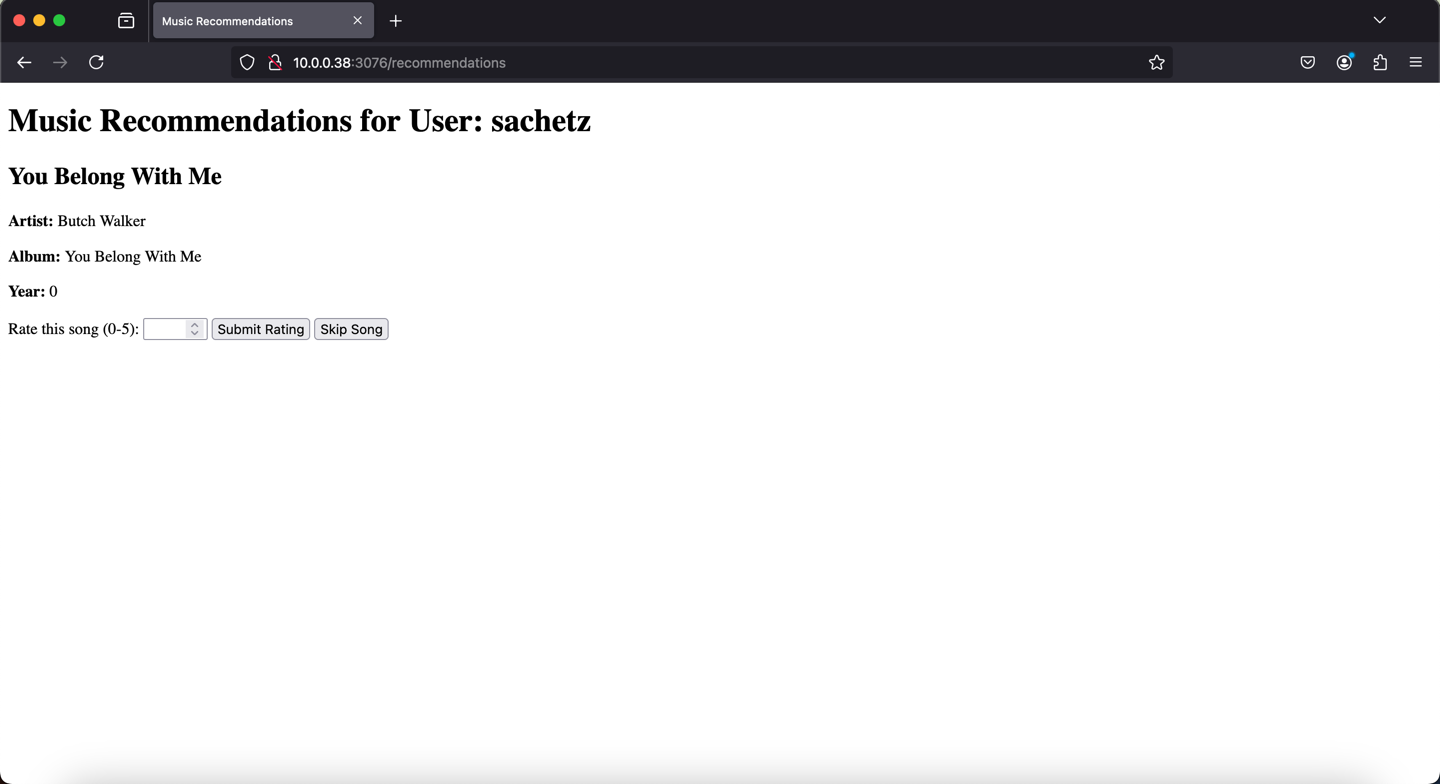 Music Recommendations
10.0.0.38:3076/recommendations
Music Recommendations for User: sachetz
You Belong With Me
Artist: Butch Walker
Album: You Belong With Me
Year: 0
Rate this song (0-5): Submit Rating Skip Song